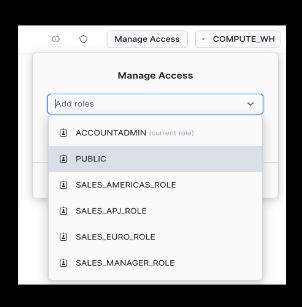 Manage Access
COMPUTE_WH
Manage Access
Add roles
ACCOUNTADMIN (current role)
PUBLIC
SALES_AMERICAS_ROLE
SALES_APJ_ROLE
SALES_EURO_ROLE
SALES_MANAGER_ROLE